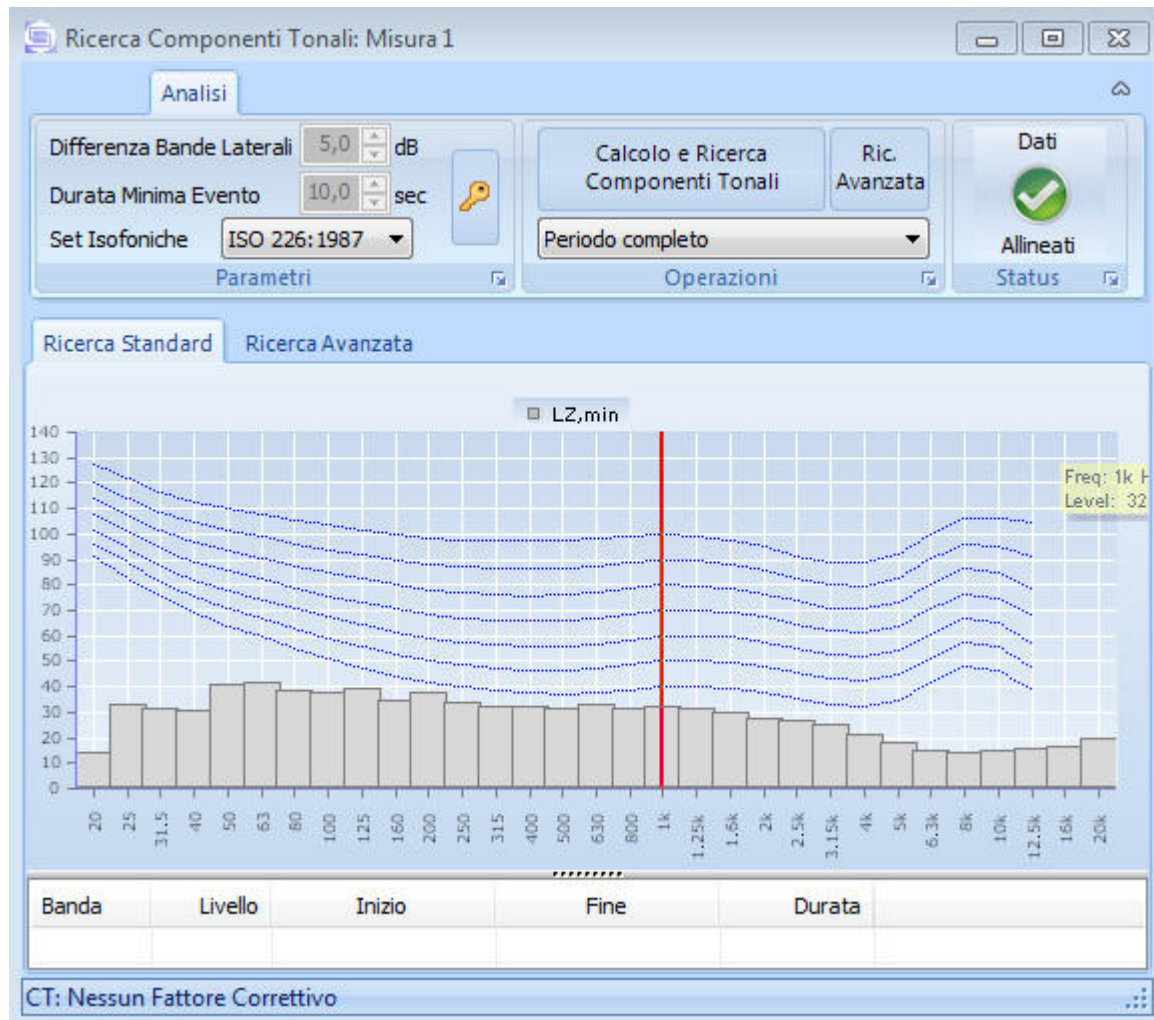 Ricerca Componenti Tonali: Misura 1
Analisi
Differenza Bande Laterali 5,0 dB
Durata Minima Evento 10,0 sec
Set Isofoniche ISO 226:1987
Parametri
Calcolo e Ricerca
Componenti Tonali
Ric.
Avanzata
Periodo completo
Operazioni
Dati
Allineati
Status
Ricerca Standard Ricerca Avanzata
LZ,min
140
130
120
110
100
90
80
70
60
50
40
30
20
10
0
Freq: 1k H
Level: 32
20 25 31.5 40 50 63 80 100 125 160 200 250 315 400 500 630 800 1k 1.25k 1.6k 2k 2.5k 3.15k 4k 5k 6.3k 8k 10k 12.5k 16k 20k
Banda Livello Inizio Fine Durata
CT: Nessun Fattore Correttivo